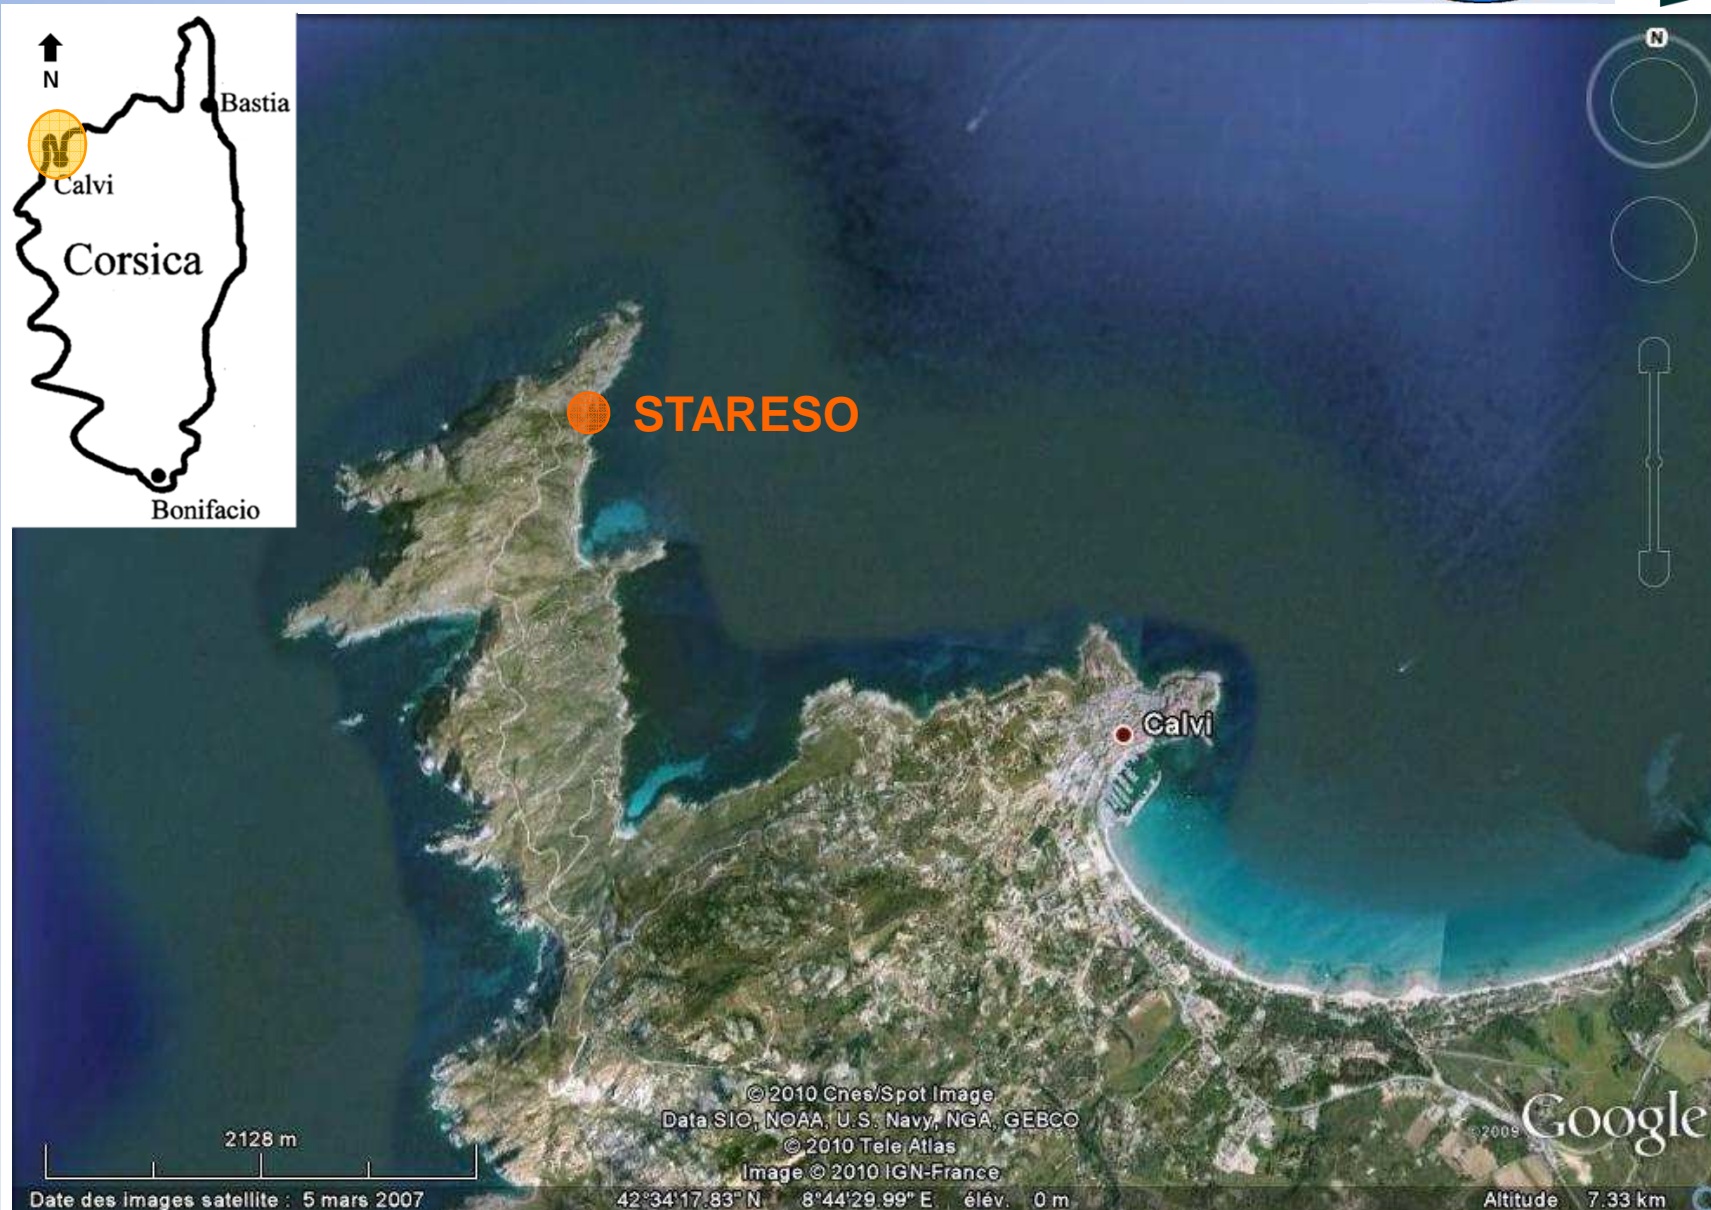 N
Bastia
Calvi
Corsica
Bonifacio
N
STARESO
Calvi
© 2010 Cnes/Spot Image
Data SIO, NOAA, U.S. Navy, NGA, GEBCO
© 2010 Tele Atlas
Image © 2010 IGN-France
©2009 Google
2128 m
Date des images satellite : 5 mars 2007
42°34'17.83" N 8°44'29.99" E élév. 0 m
Altitude 7.33 km